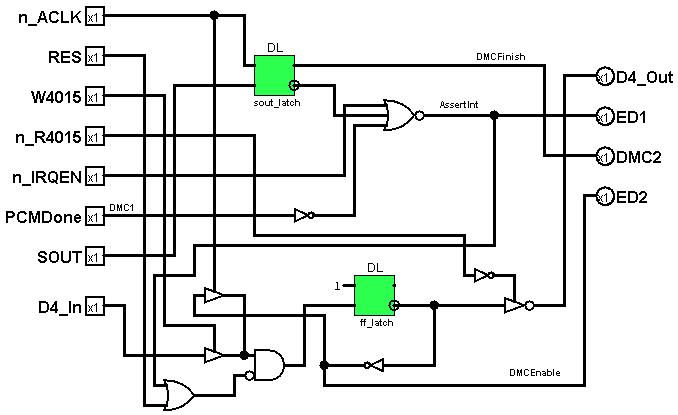 n_ACLK x1
RES x1
W4015 x1
n_R4015 x1
n_IRQEN x1
PCMDone x1 DMC1
SOUT x1
D4_In x1
DL
sout_latch
DMCFinish
AssertInt
x1 D4_Out
x1 ED1
x1 DMC2
x1 ED2
DL
1
ff_latch
DMCEnable